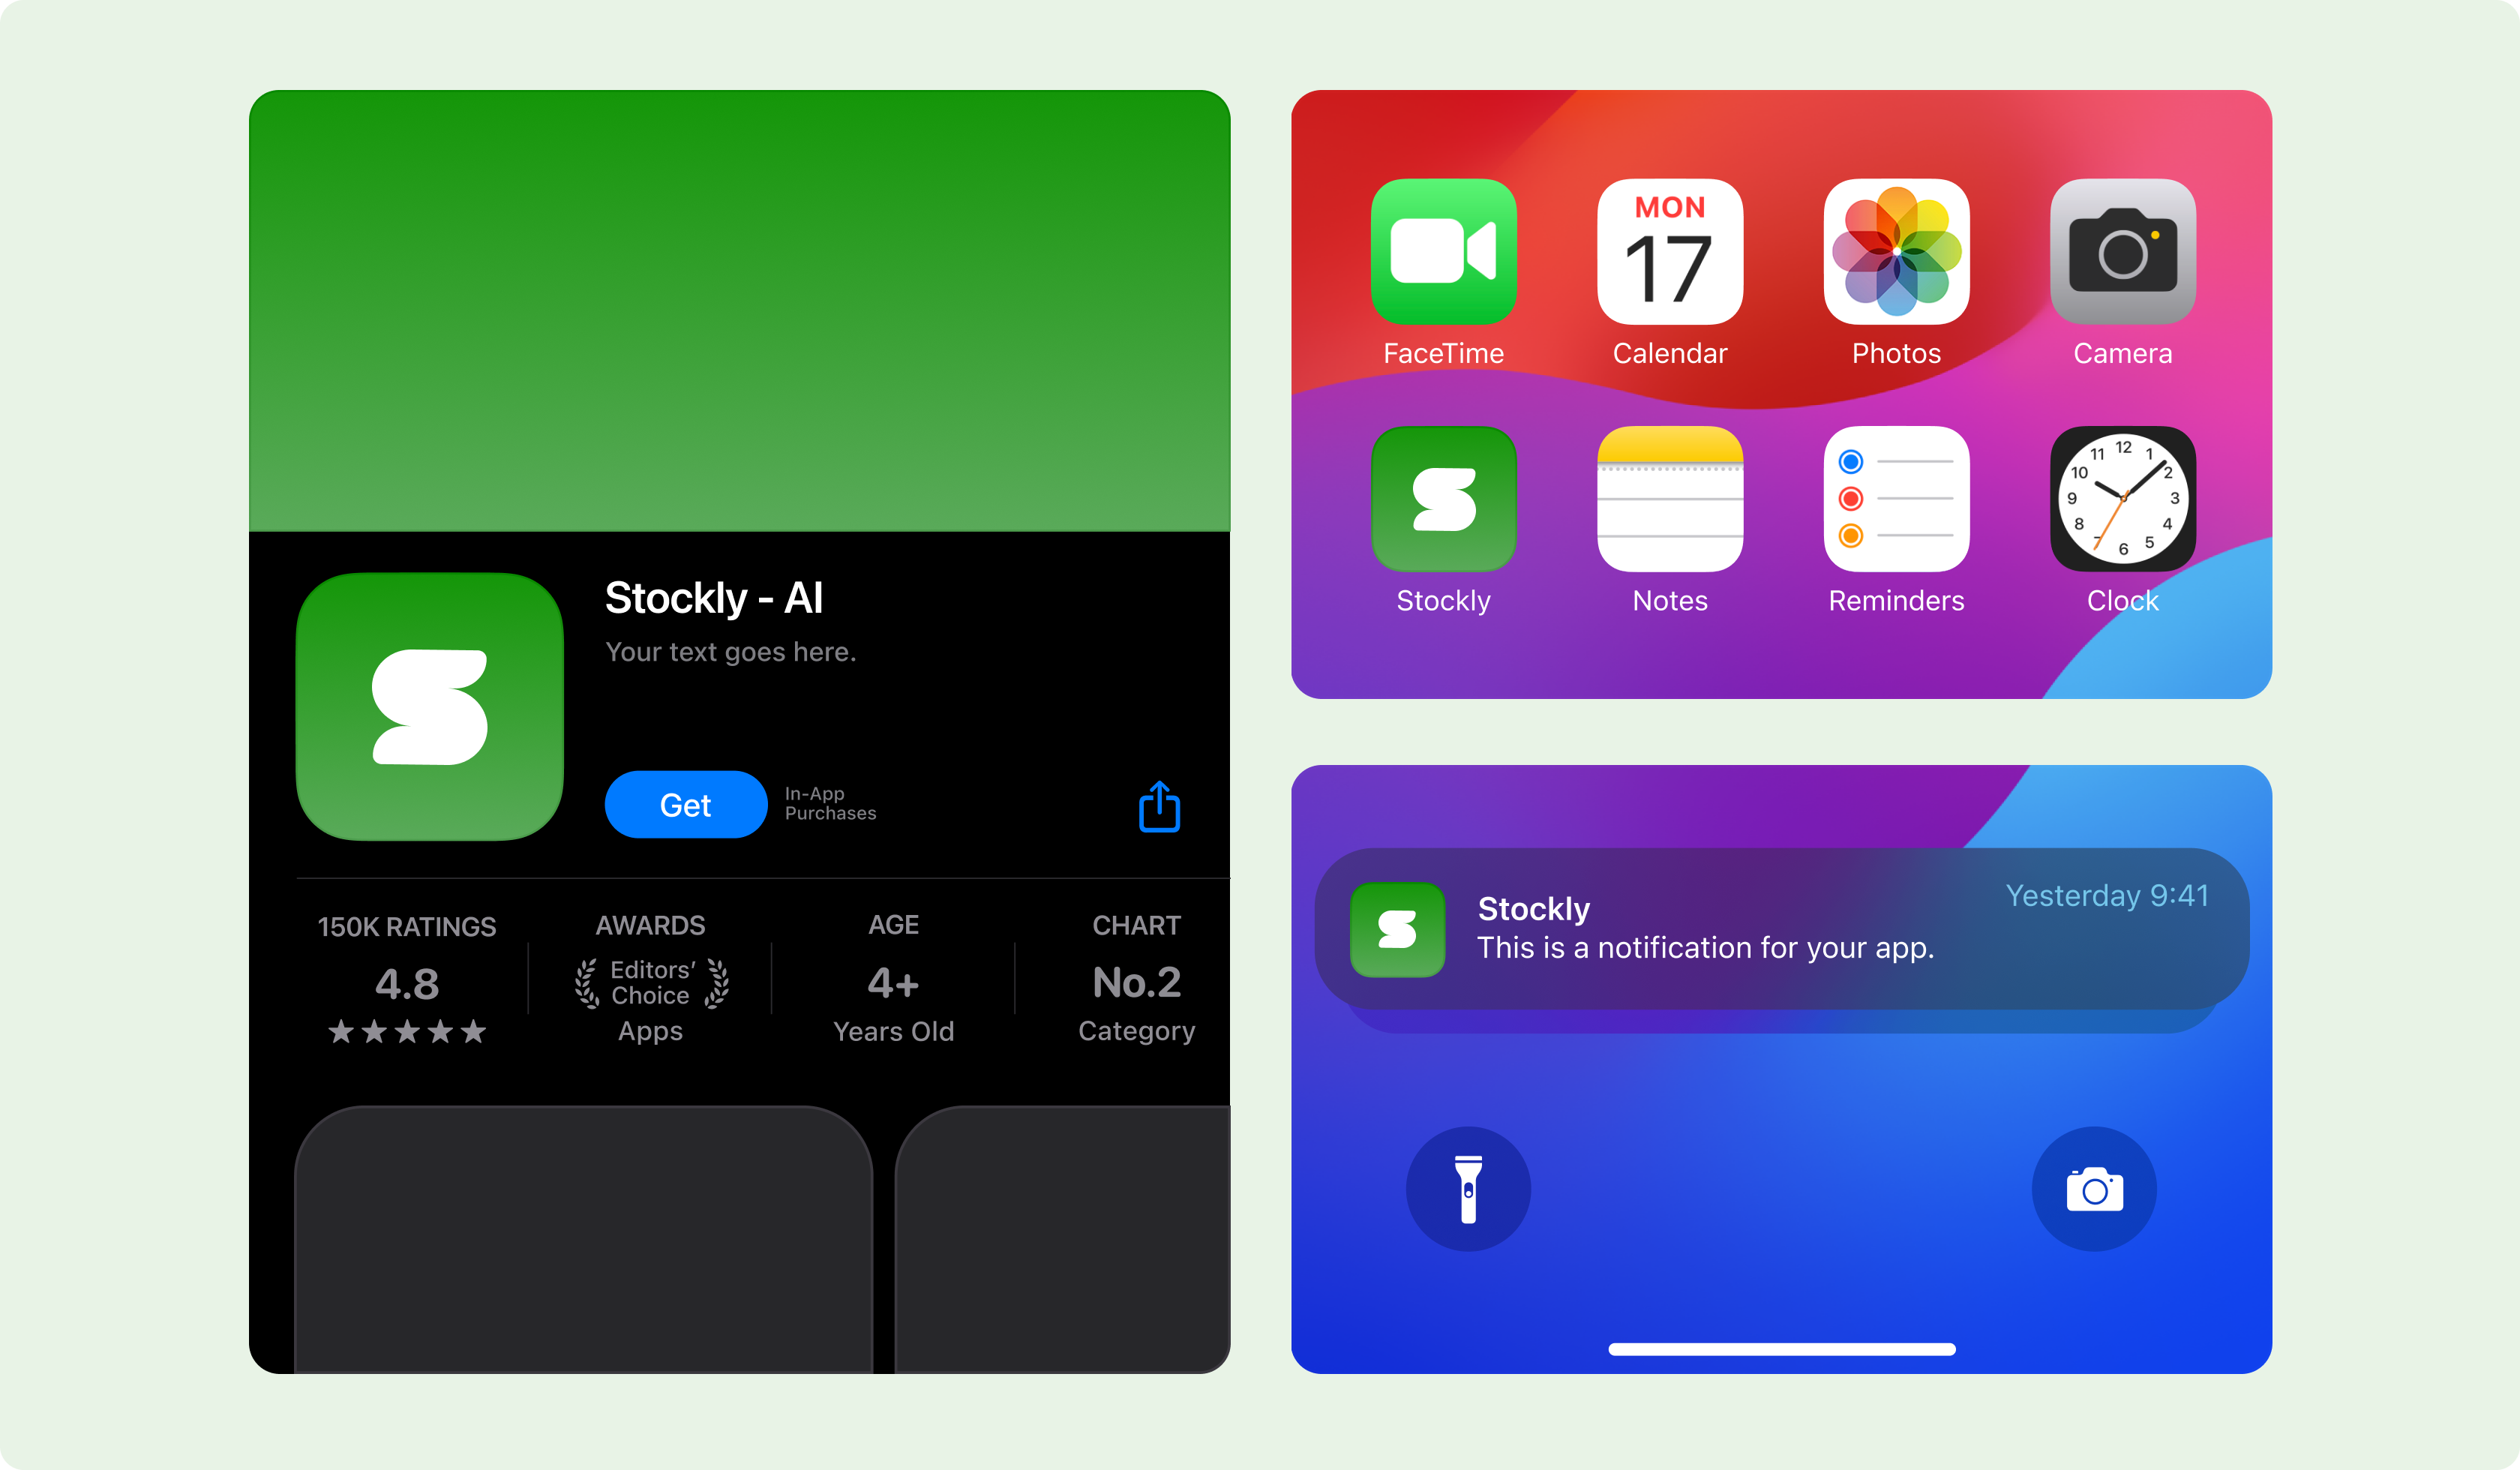 Stockly - AI
Your text goes here.
Get
In-App
Purchases
150K RATINGS
4.8
AWARDS
Editors’
Choice
Apps
AGE
4+
Years Old
CHART
No.2
Category
MON
17
FaceTime
Calendar
Photos
Camera
12
1
2
3
4
5
6
7
8
9
10
11
Stockly
Notes
Reminders
Clock
Stockly
Yesterday 9:41
This is a notification for your app.